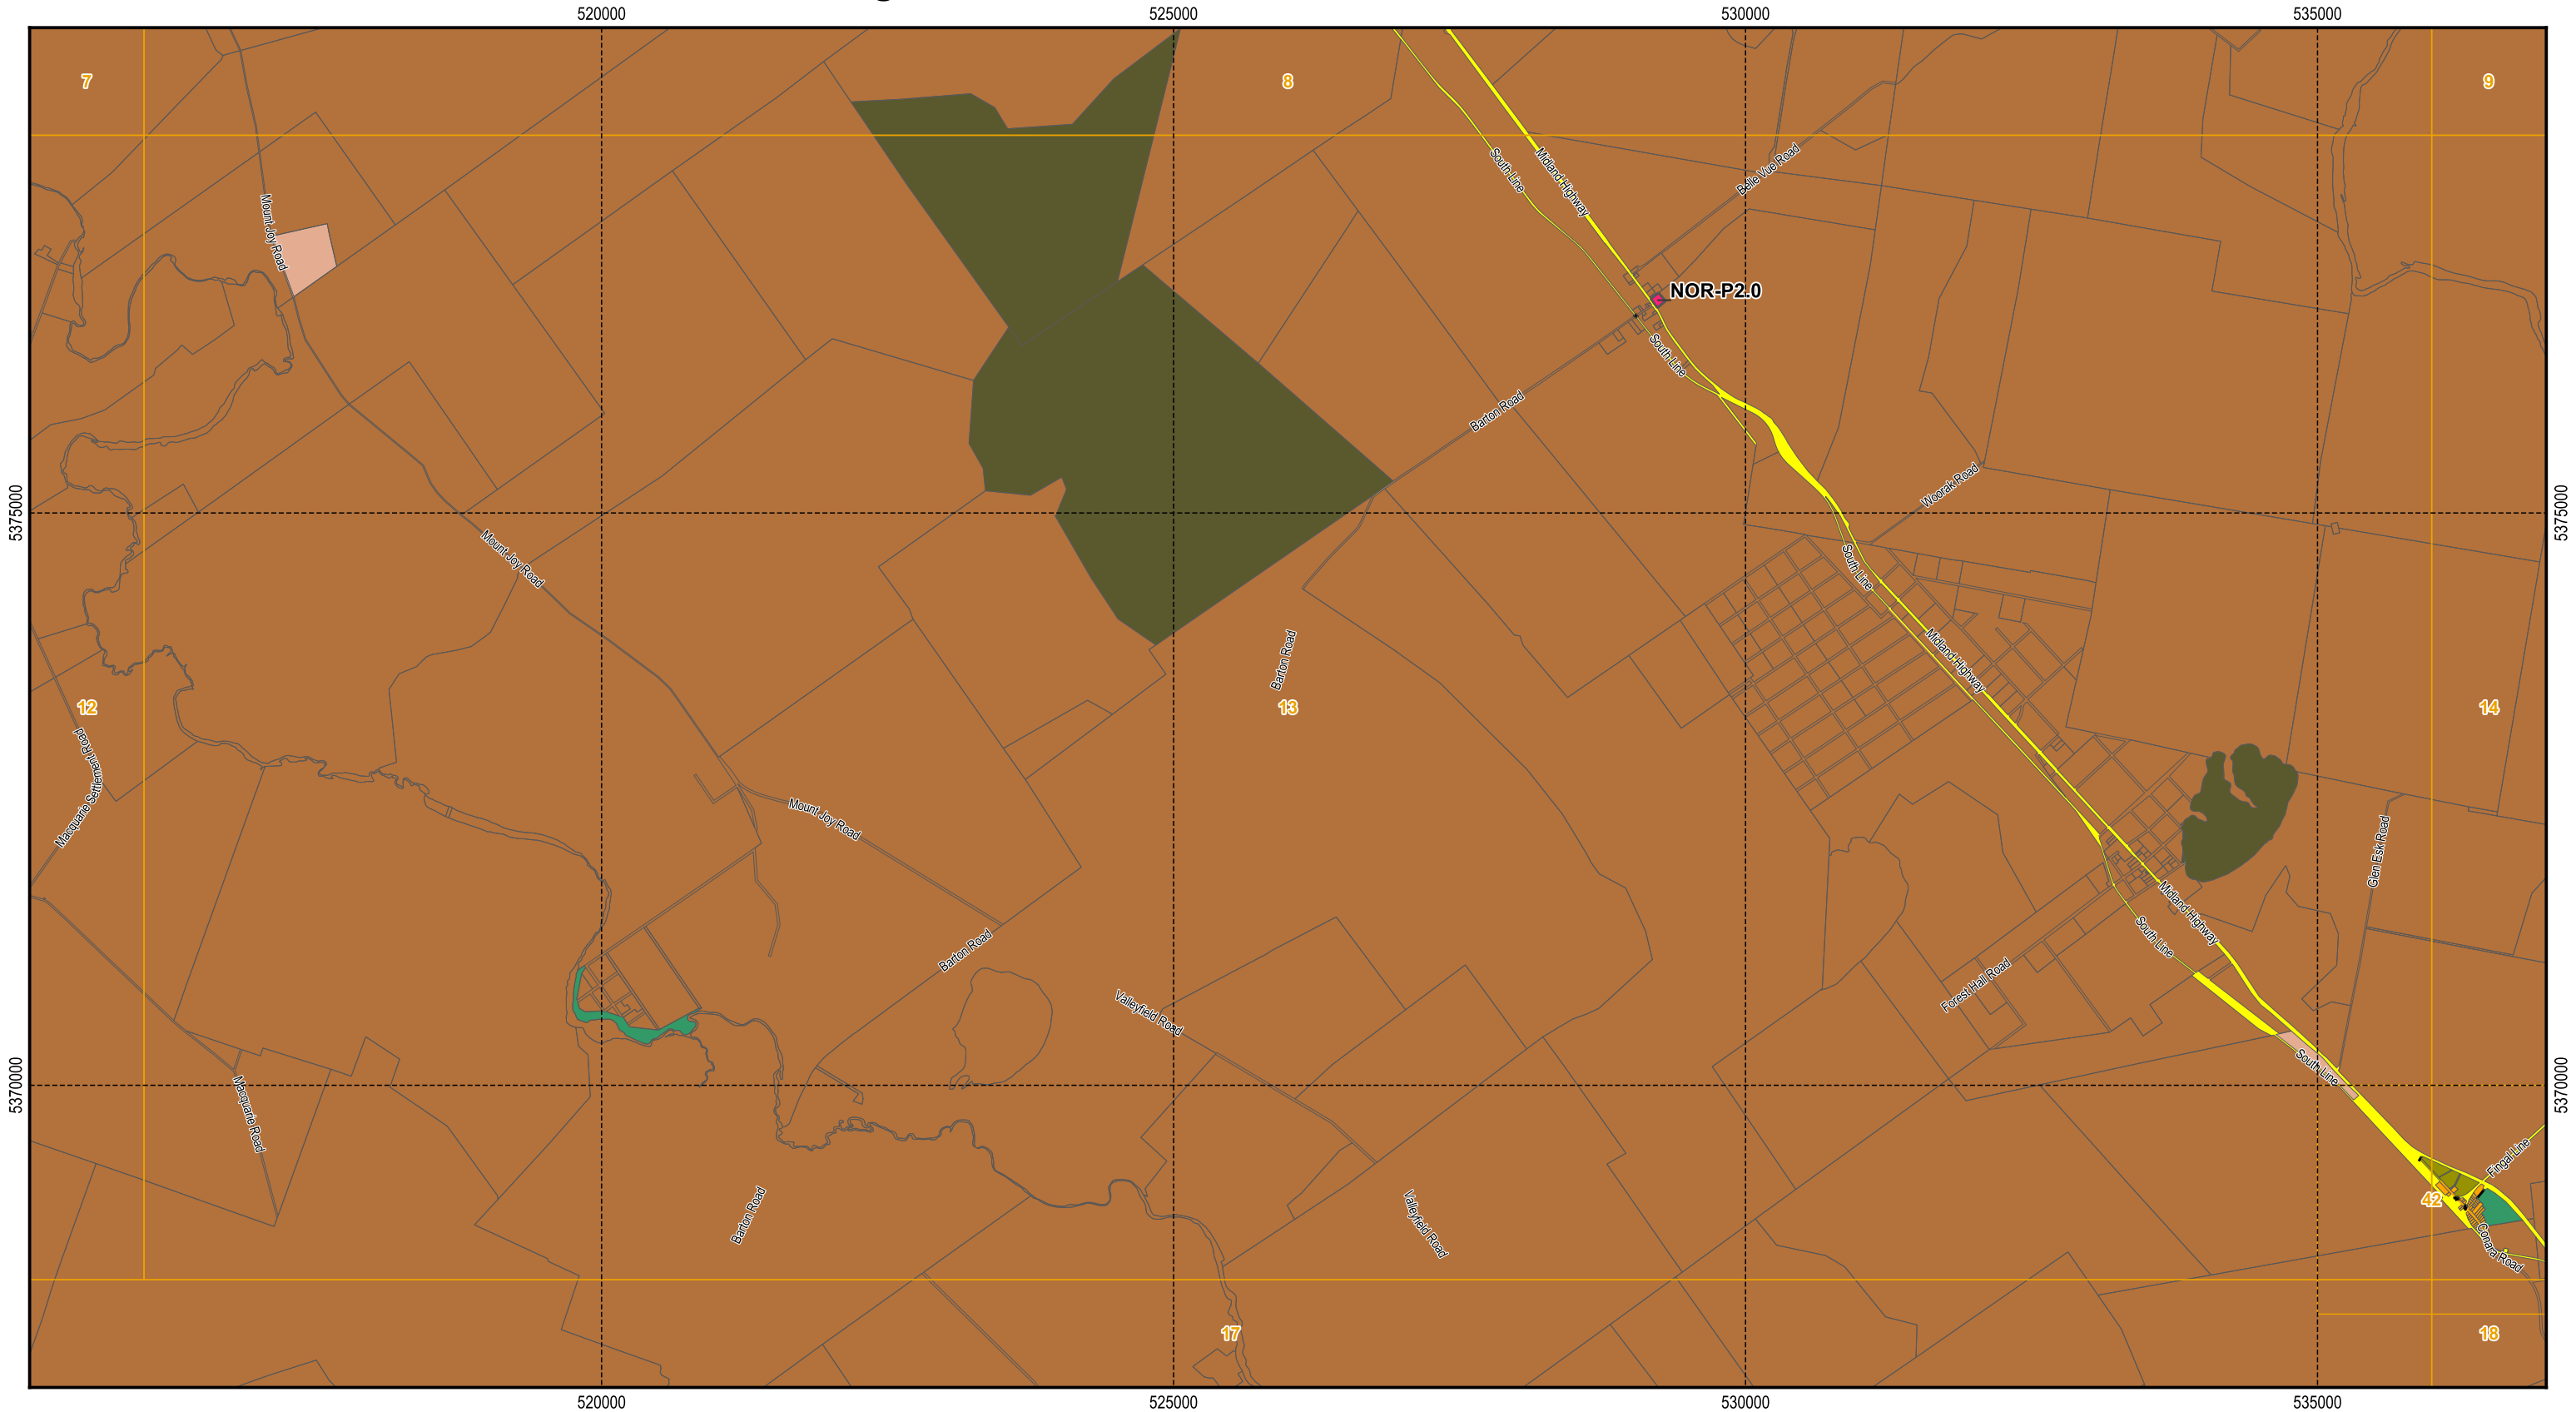 520000
525000
530000
535000
7
8
9
Mount Joy Road
South Line
Midland Highway
Belle Vue Road
NOR-P2.0
South Line
Barton Road
Woorak Road
5375000
5375000
Mount Joy Road
South Line
Midland Highway
Barton Road
12
13
14
Macquarie Settlement Road
Mount Joy Road
Glen Esk Road
Midland Highway
South Line
Barton Road
Forest Hall Road
Valleyfield Road
South Line
5370000
5370000
Macquarie Road
Fingal Line
Barton Road
Valleyfield Road
42
Conara Road
17
18
520000
525000
530000
535000